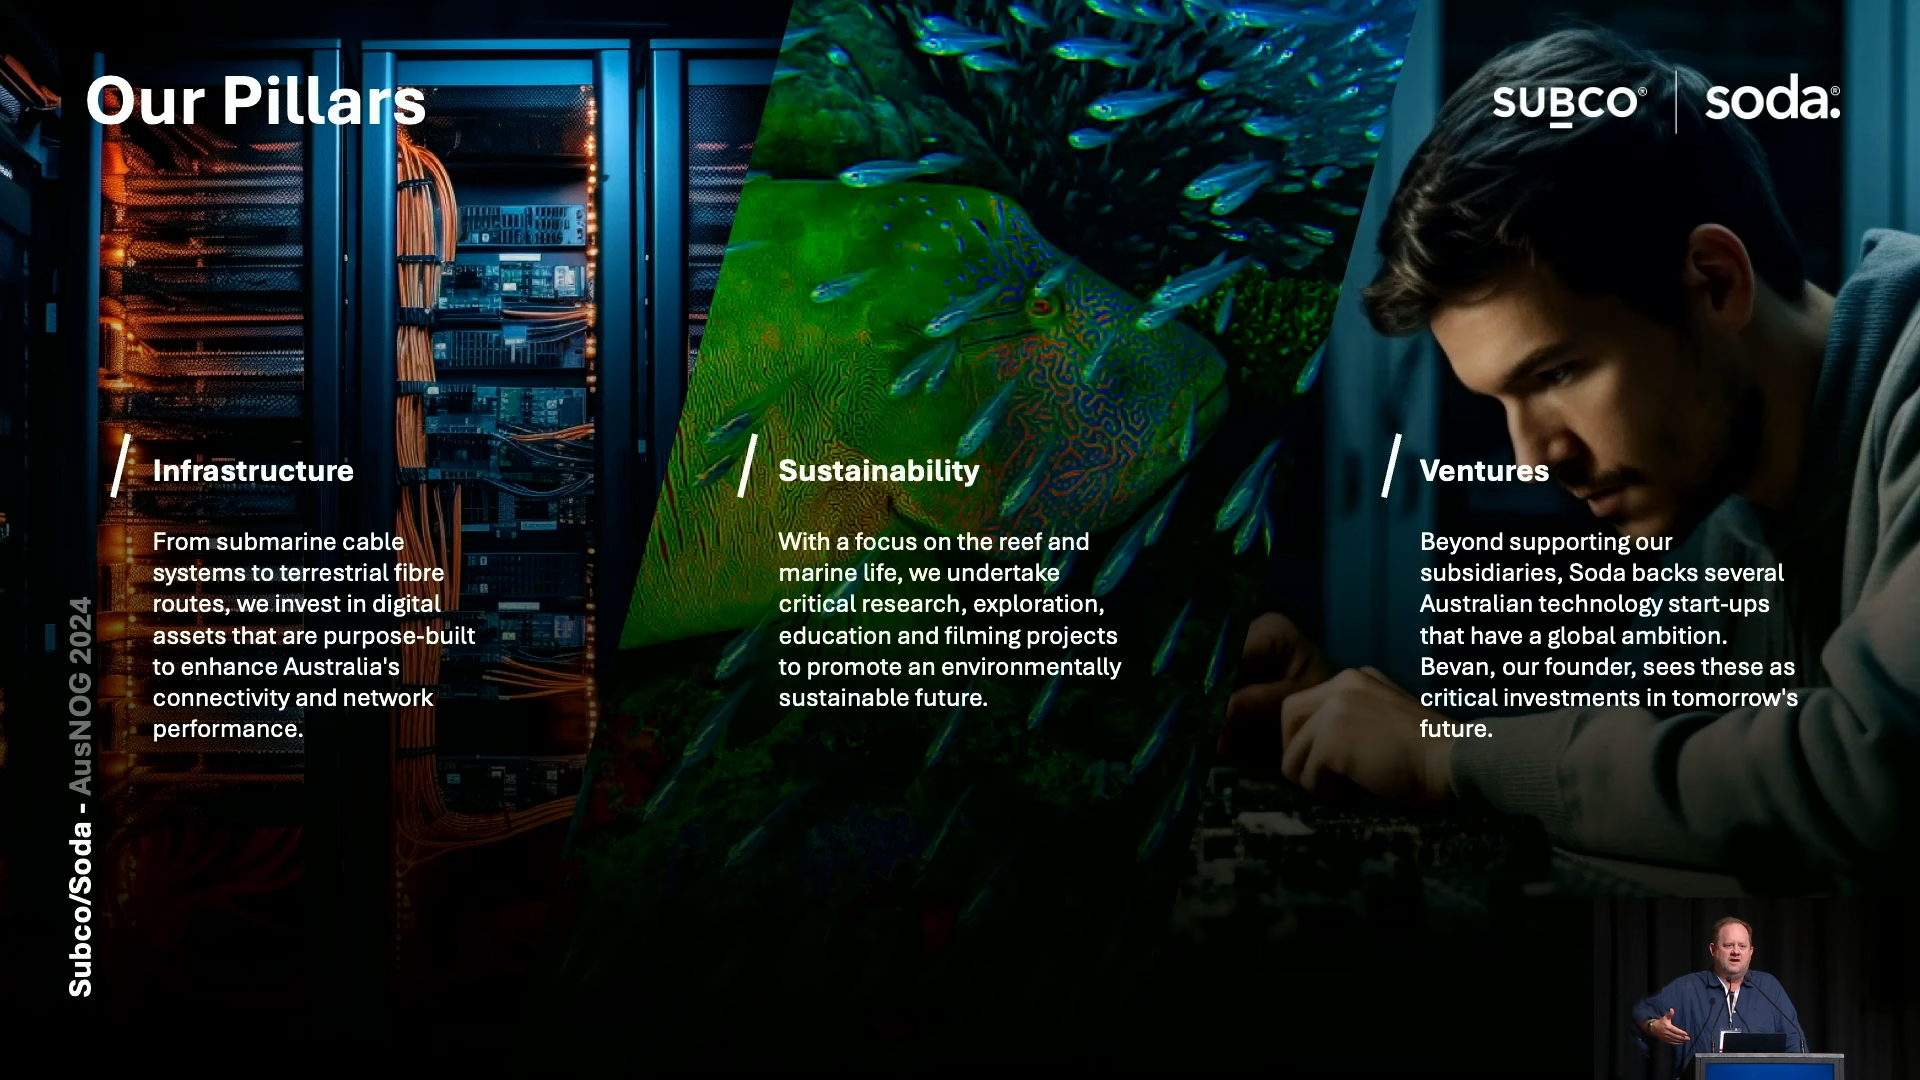 Our Pillars
SUBCO® | soda.®
Infrastructure
From submarine cable
systems to terrestrial fibre
routes, we invest in digital
assets that are purpose-built
to enhance Australia's
connectivity and network
performance.
Sustainability
With a focus on the reef and
marine life, we undertake
critical research, exploration,
education and filming projects
to promote an environmentally
sustainable future.
Ventures
Beyond supporting our
subsidiaries, Soda backs several
Australian technology start-ups
that have a global ambition.
Bevan, our founder, sees these as
critical investments in tomorrow's
future.
Subco/Soda - AusNOG 2024